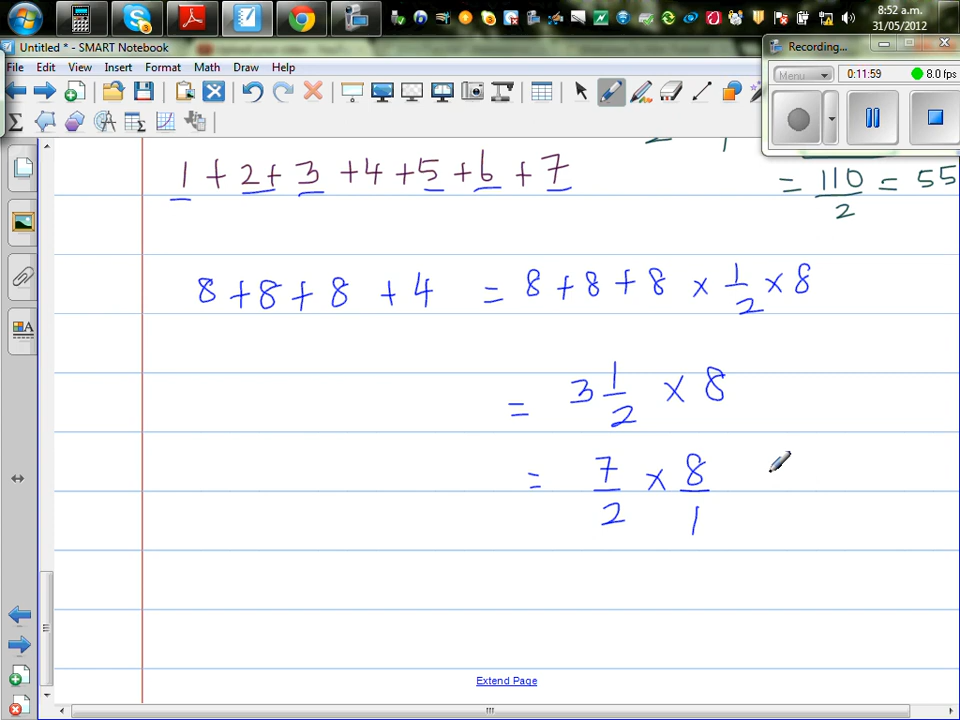 8:52 a.m.
31/05/2012
Untitled * - SMART Notebook
Recording...
File Edit View Insert Format Math Draw Help
Menu 0:11:59 8.0 fps
1 + 2 + 3 + 4 + 5 + 6 + 7
= 110/2 = 55
8 + 8 + 8 + 4 = 8 + 8 + 8 × 1/2 × 8
= 3 1/2 × 8
= 7/2 × 8/1
Extend Page